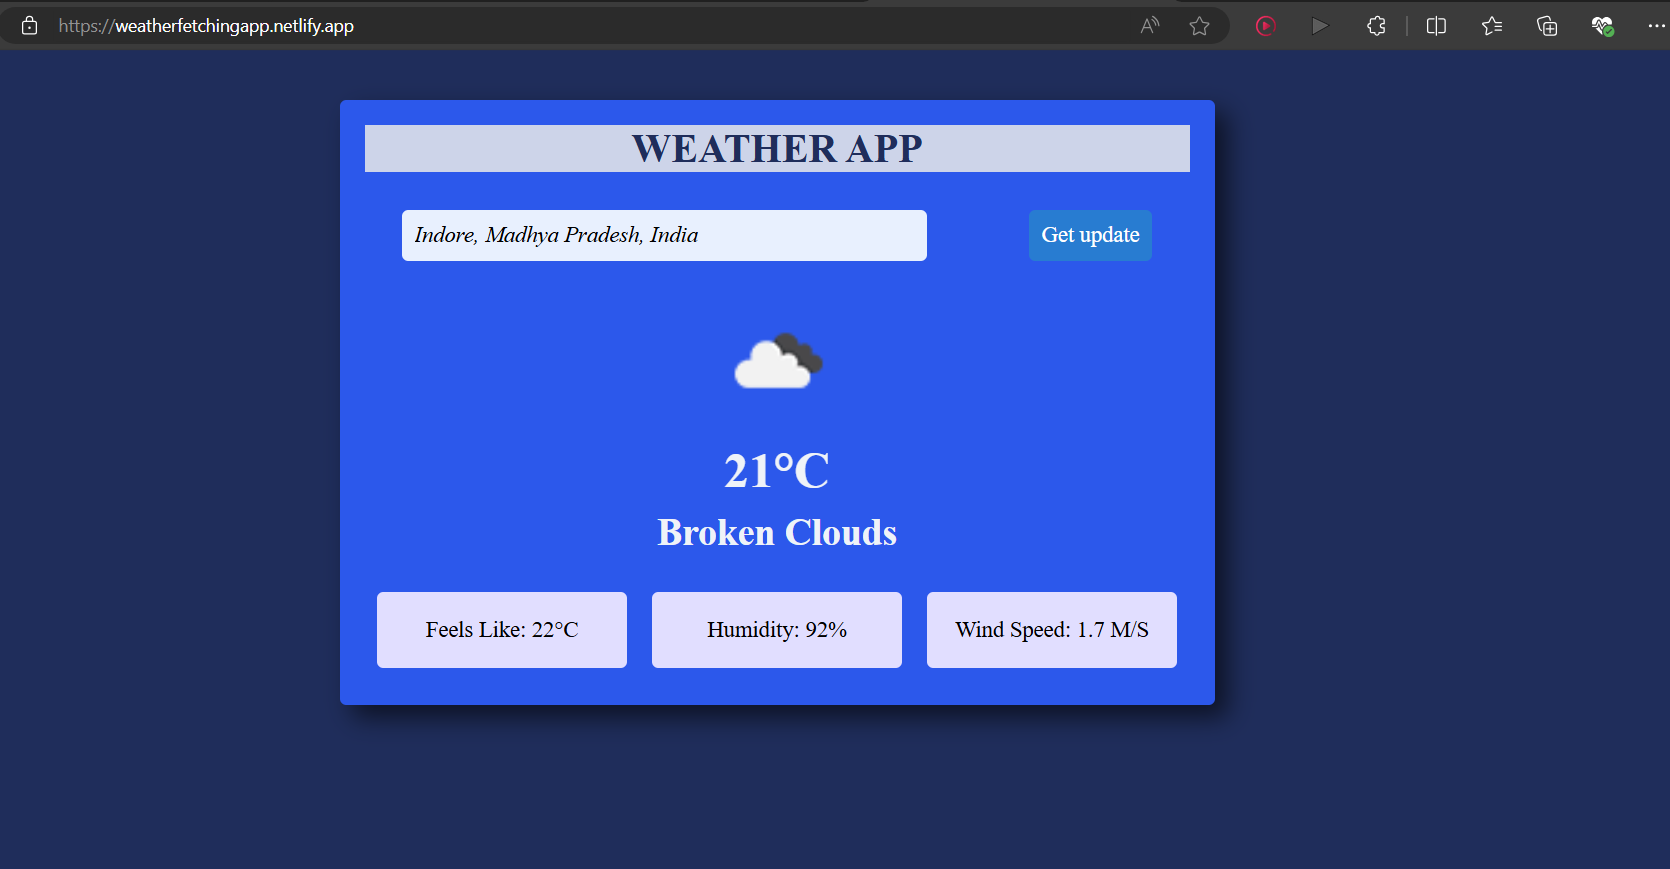 https://weatherfetchingapp.netlify.app
WEATHER APP
Indore, Madhya Pradesh, India
Get update
21°C
Broken Clouds
Feels Like: 22°C
Humidity: 92%
Wind Speed: 1.7 M/S